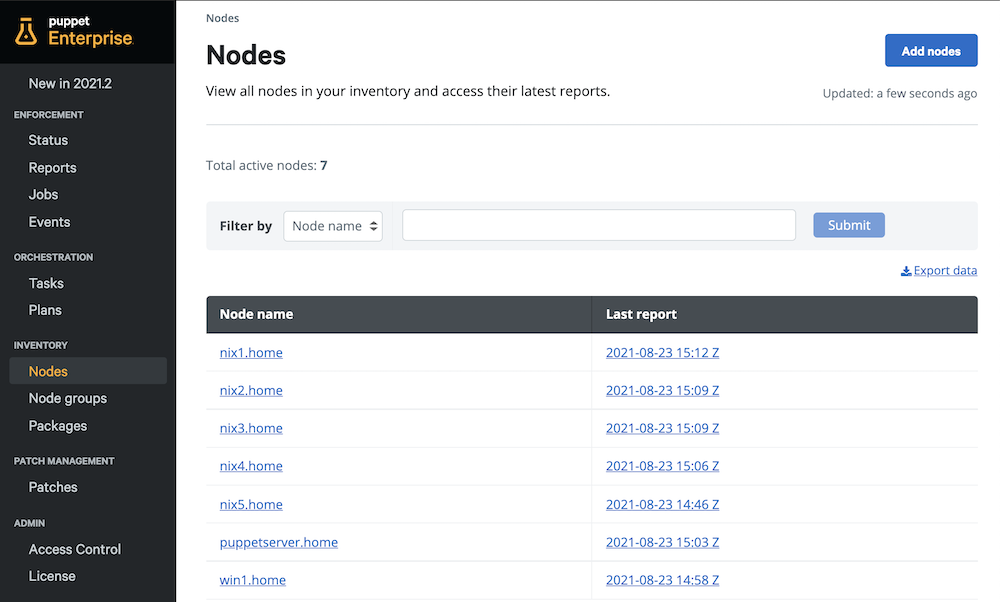 puppet
Enterprise
New in 2021.2
ENFORCEMENT
Status
Reports
Jobs
Events
ORCHESTRATION
Tasks
Plans
INVENTORY
Nodes
Node groups
Packages
PATCH MANAGEMENT
Patches
ADMIN
Access Control
License
Nodes
Nodes
Add nodes
View all nodes in your inventory and access their latest reports.
Updated: a few seconds ago
Total active nodes: 7
Filter by Node name Submit
Export data
Node name Last report
nix1.home 2021-08-23 15:12 Z
nix2.home 2021-08-23 15:09 Z
nix3.home 2021-08-23 15:09 Z
nix4.home 2021-08-23 15:06 Z
nix5.home 2021-08-23 14:46 Z
puppetserver.home 2021-08-23 15:03 Z
win1.home 2021-08-23 14:58 Z